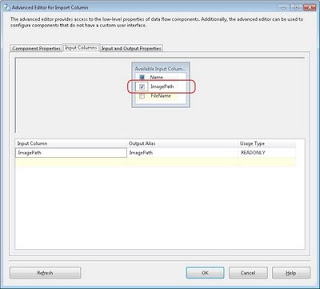 Advanced Editor for Import Column
The advanced editor provides access to the low-level properties of data flow components. Additionally, the advanced editor can be used to
configure components that do not have a custom user interface.
Component Properties Input Columns Input and Output Properties
Available Input Colum...
Name
ImagePath
FileName
Input Column Output Alias Usage Type
ImagePath ImagePath READONLY
Refresh OK Cancel Help